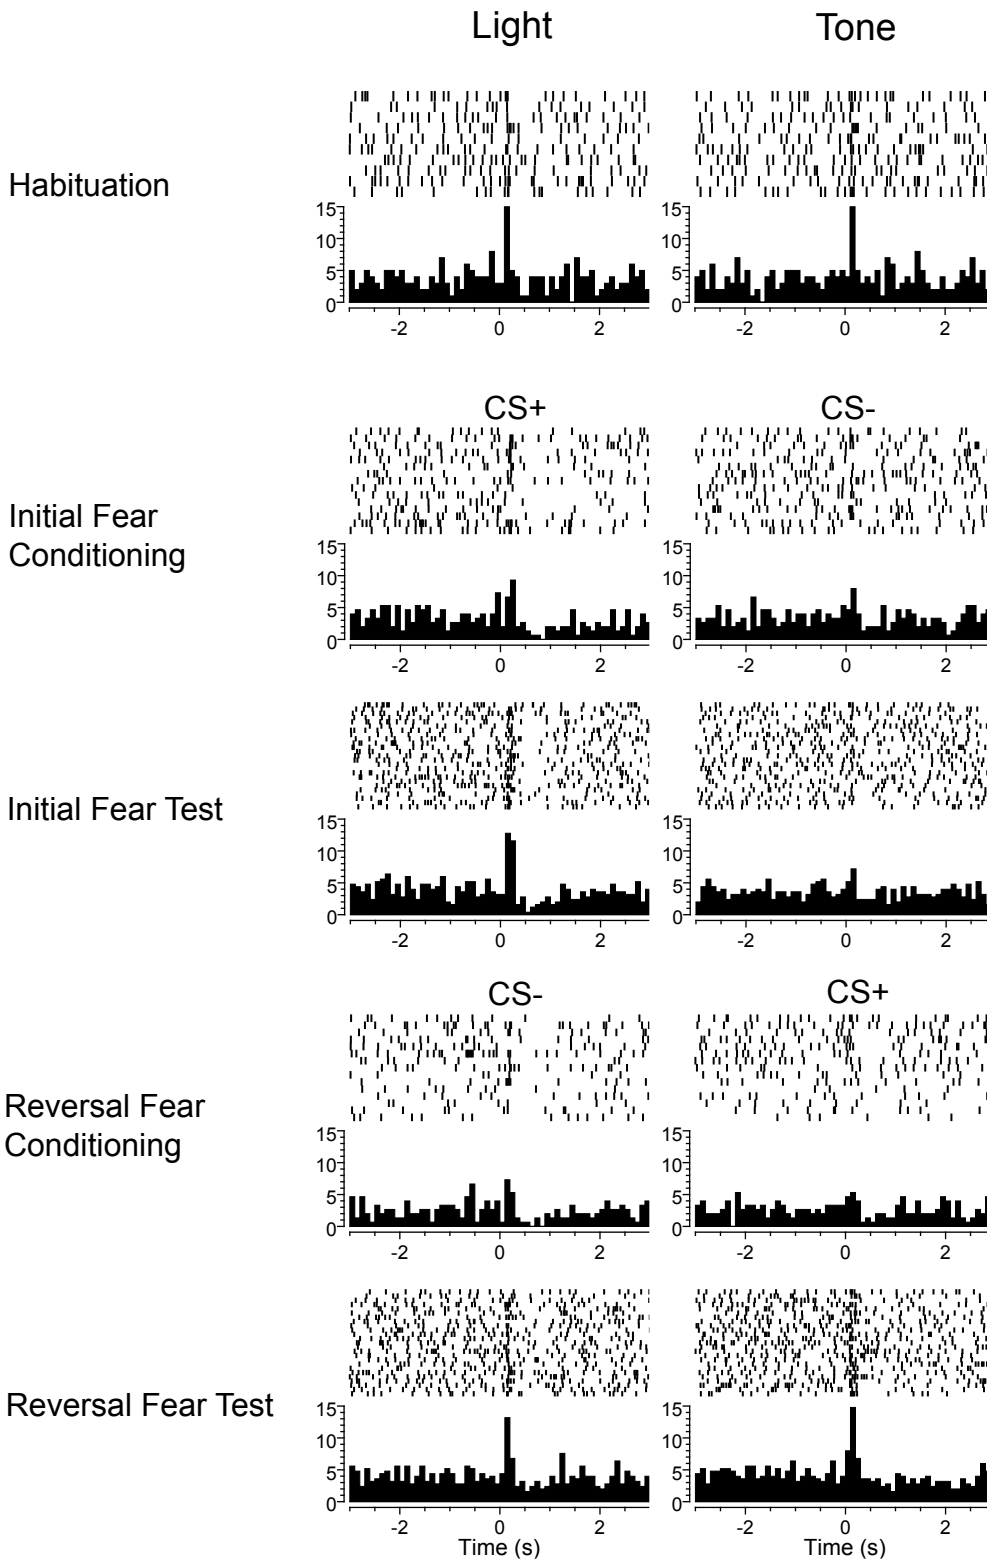 Light Tone
Habituation
15
10
5
0
-2 0 2
15
10
5
0
-2 0 2
CS+ CS-
Initial Fear
Conditioning
15
10
5
0
-2 0 2
15
10
5
0
-2 0 2
Initial Fear Test
15
10
5
0
-2 0 2
15
10
5
0
-2 0 2
CS- CS+
Reversal Fear
Conditioning
15
10
5
0
-2 0 2
15
10
5
0
-2 0 2
Reversal Fear Test
15
10
5
0
-2 0 2
Time (s)
15
10
5
0
-2 0 2
Time (s)